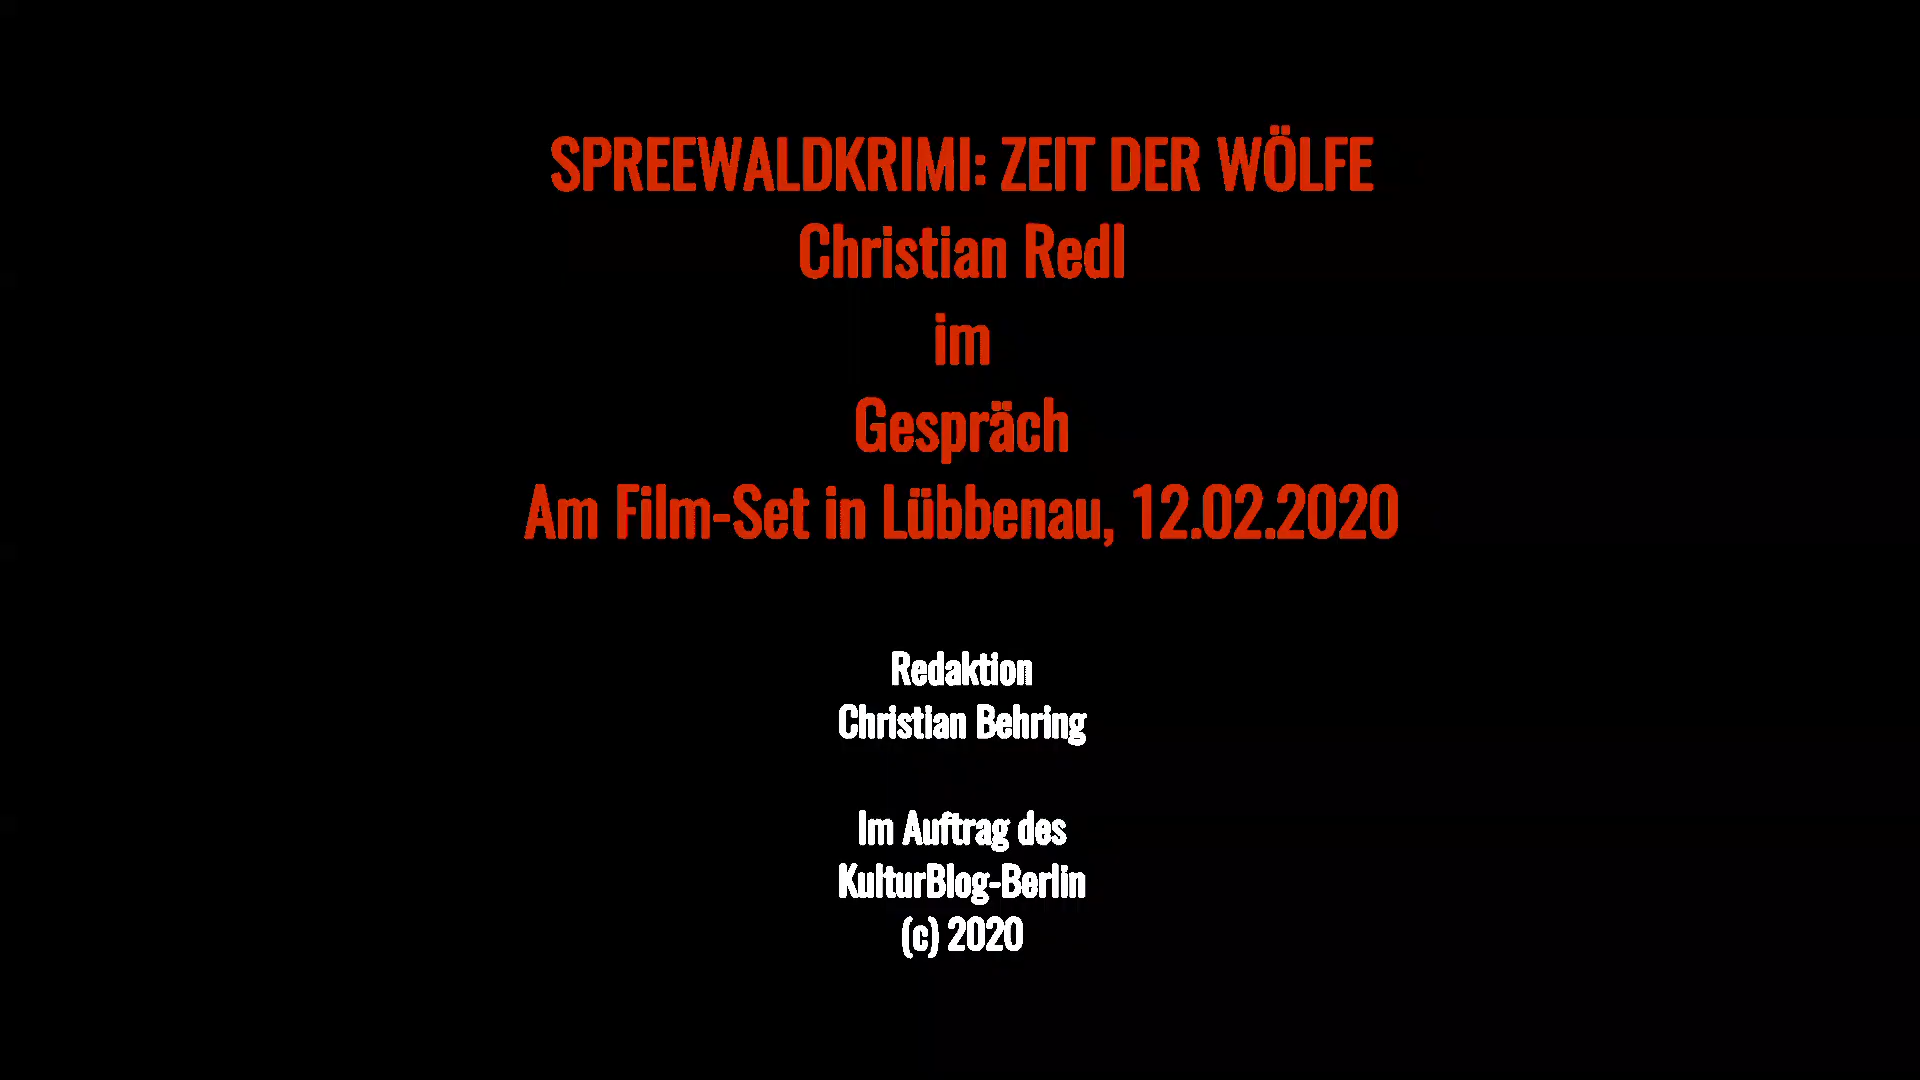 SPREEWALDKRIMI: ZEIT DER WÖLFE
Christian Redl
im
Gespräch
Am Film-Set in Lübbenau, 12.02.2020
Redaktion
Christian Behring
Im Auftrag des
KulturBlog-Berlin
(c) 2020